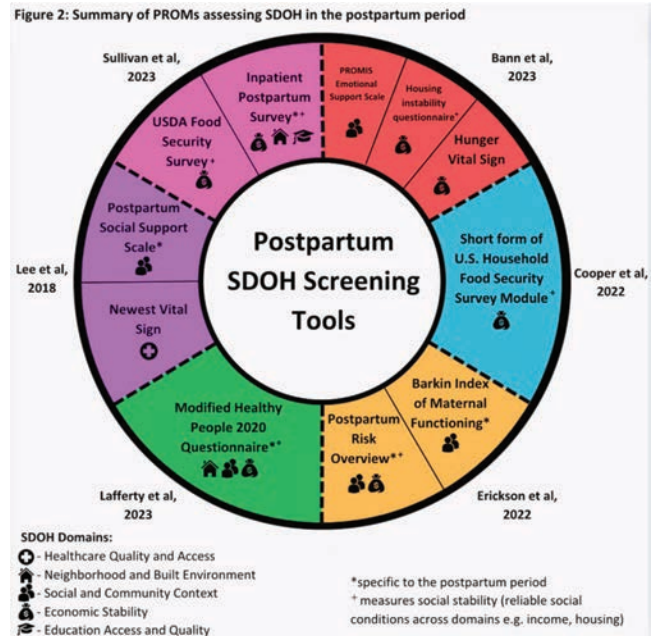 Figure 2: Summary of PROMs assessing SDOH in the postpartum period
Sullivan et al,
2023
Bann et al,
2023
Inpatient
Postpartum
Survey*+
PROMIS
Emotional
Support Scale
Housing
instability
questionnaire+
Hunger
Vital Sign
USDA Food
Security
Survey+
Postpartum
Social Support
Scale*
Lee et al,
2018
Newest Vital
Sign
Postpartum
SDOH Screening
Tools
Short form of
U.S. Household
Food Security
Survey Module+
Cooper et al,
2022
Modified Healthy
People 2020
Questionnaire*+
Postpartum
Risk
Overview*+
Barkin Index
of Maternal
Functioning*
Lafferty et al,
2023
Erickson et al,
2022
SDOH Domains:
- Healthcare Quality and Access
- Neighborhood and Built Environment
- Social and Community Context
- Economic Stability
- Education Access and Quality
*specific to the postpartum period
+ measures social stability (reliable social
conditions across domains e.g. income, housing)